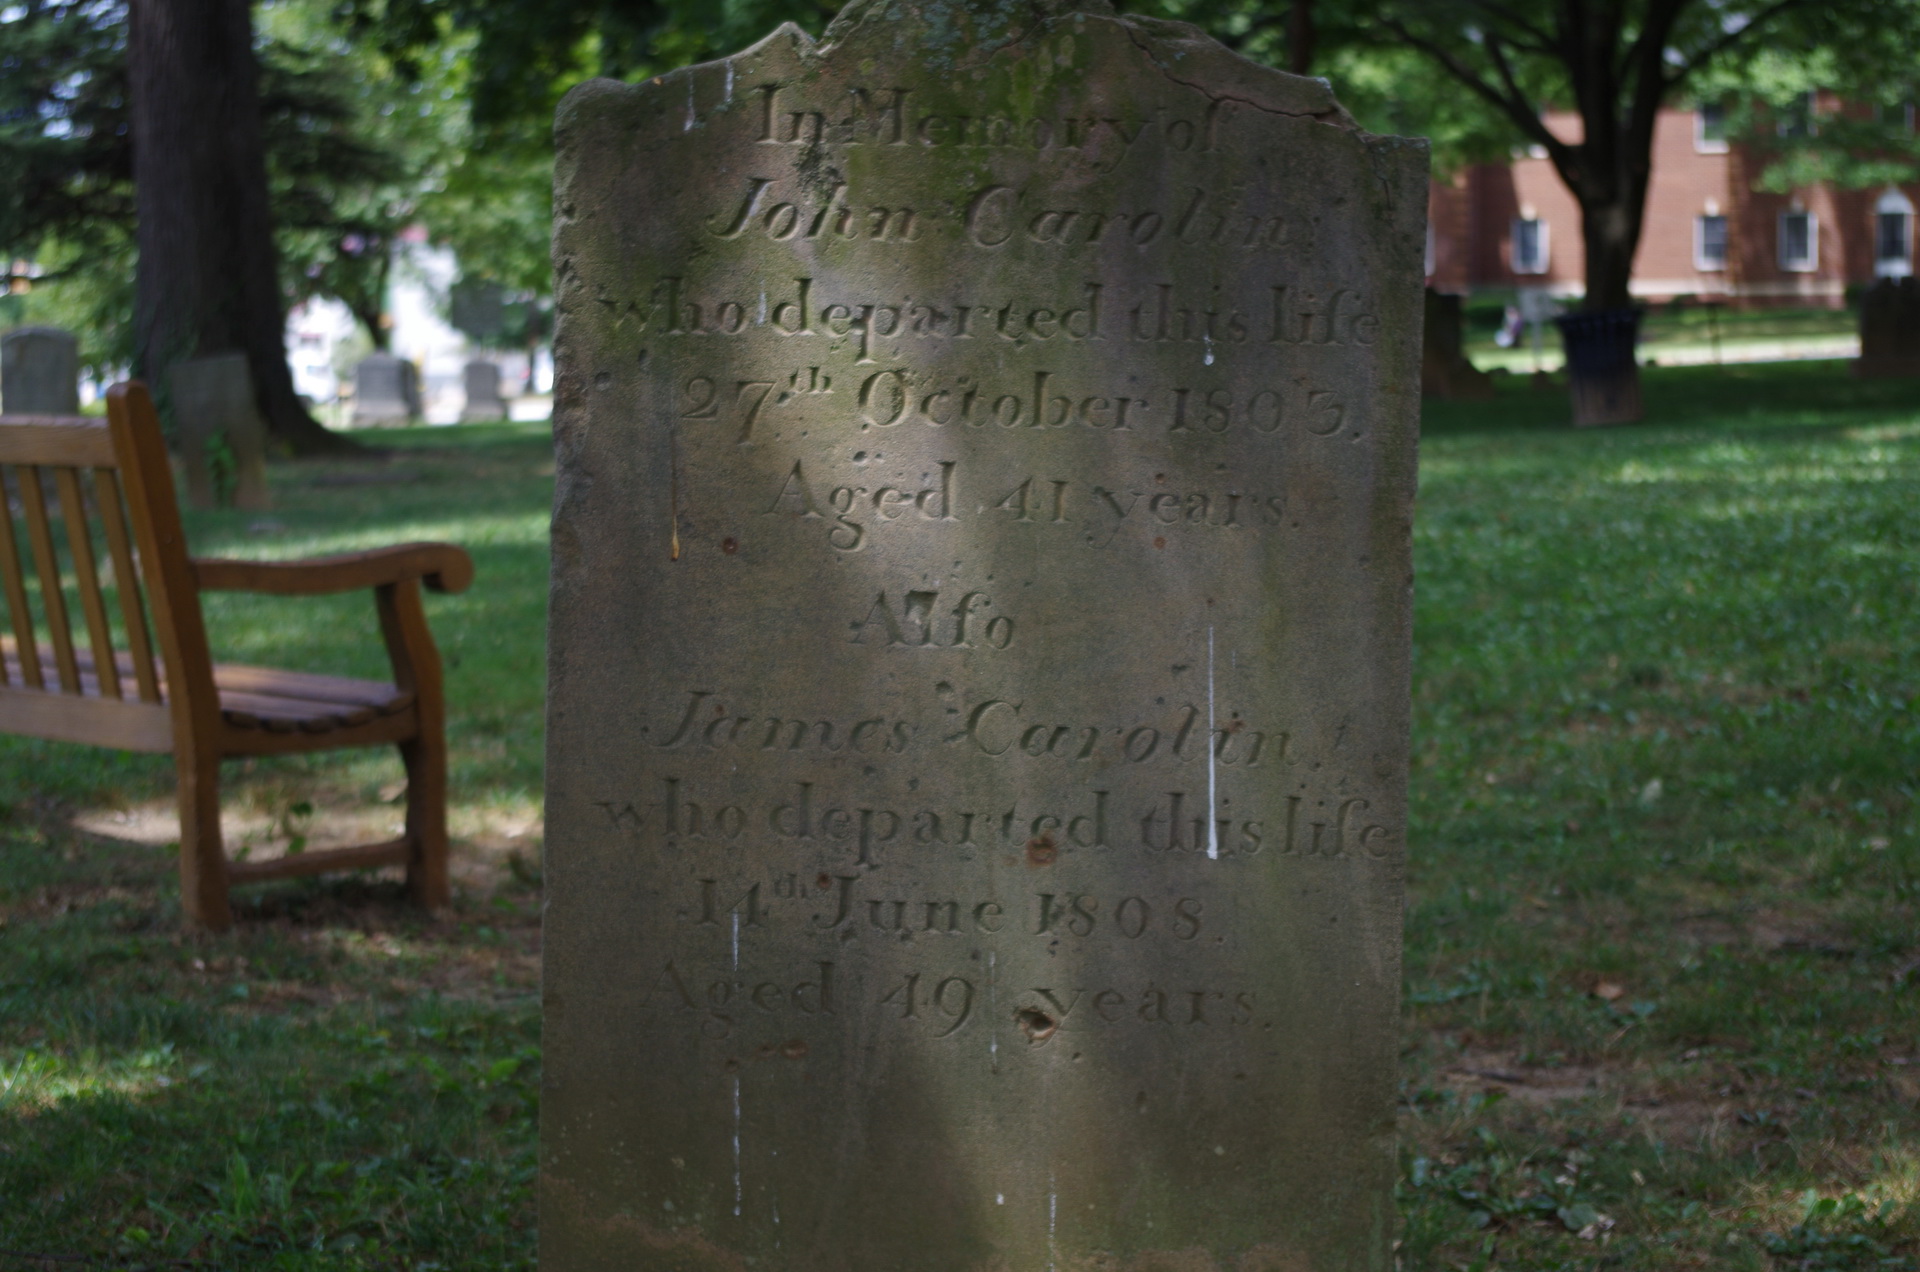 In Memory of
John Carolin;
who departed this life
27th October 1803.
Aged 41 years.
Alſo
James Carolin,
who departed this life
14th June 1808.
Aged 49 years.